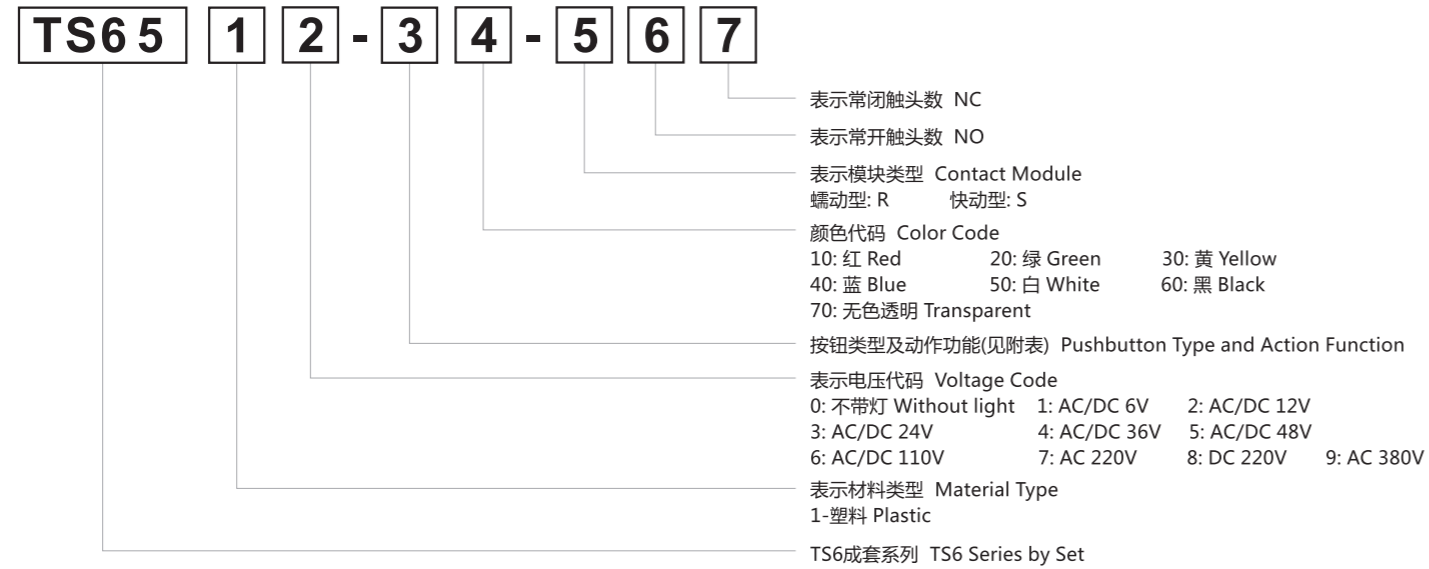 TS65 1 2 - 3 4 - 5 6 7
表示常闭触头数 NC
表示常开触头数 NO
表示模块类型 Contact Module
蠕动型: R 快动型: S
颜色代码 Color Code
10: 红 Red 20: 绿 Green 30: 黄 Yellow
40: 蓝 Blue 50: 白 White 60: 黑 Black
70: 无色透明 Transparent
按钮类型及动作功能(见附表) Pushbutton Type and Action Function
表示电压代码 Voltage Code
0: 不带灯 Without light 1: AC/DC 6V 2: AC/DC 12V
3: AC/DC 24V 4: AC/DC 36V 5: AC/DC 48V
6: AC/DC 110V 7: AC 220V 8: DC 220V 9: AC 380V
表示材料类型 Material Type
1-塑料 Plastic
TS6成套系列 TS6 Series by Set